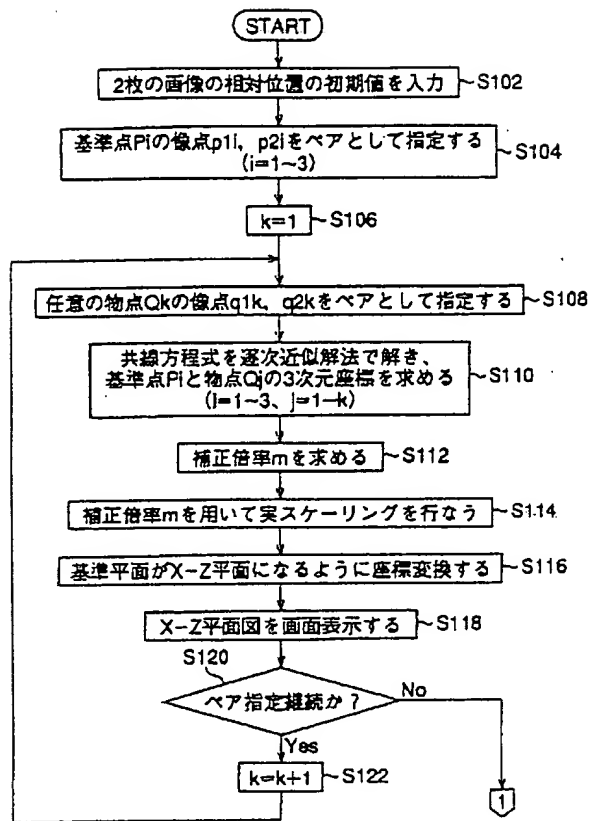 START
2枚の画像の相対位置の初期値を入力
S102
基準点Piの像点p1i, p2iをペアとして指定する
(i=1~3)
S104
k=1
S106
任意の物点Qkの像点q1k、q2kをペアとして指定する
S108
共線方程式を逐次近似解法で解き、
基準点Piと物点Qjの3次元座標を求める
(i=1~3、j=1~k)
S110
補正倍率mを求める
S112
補正倍率mを用いて実スケーリングを行なう
S114
基準平面がX-Z平面になるように座標変換する
S116
X-Z平面図を画面表示する
S118
S120
ペア指定継続か?
No
Yes
k=k+1
S122
1